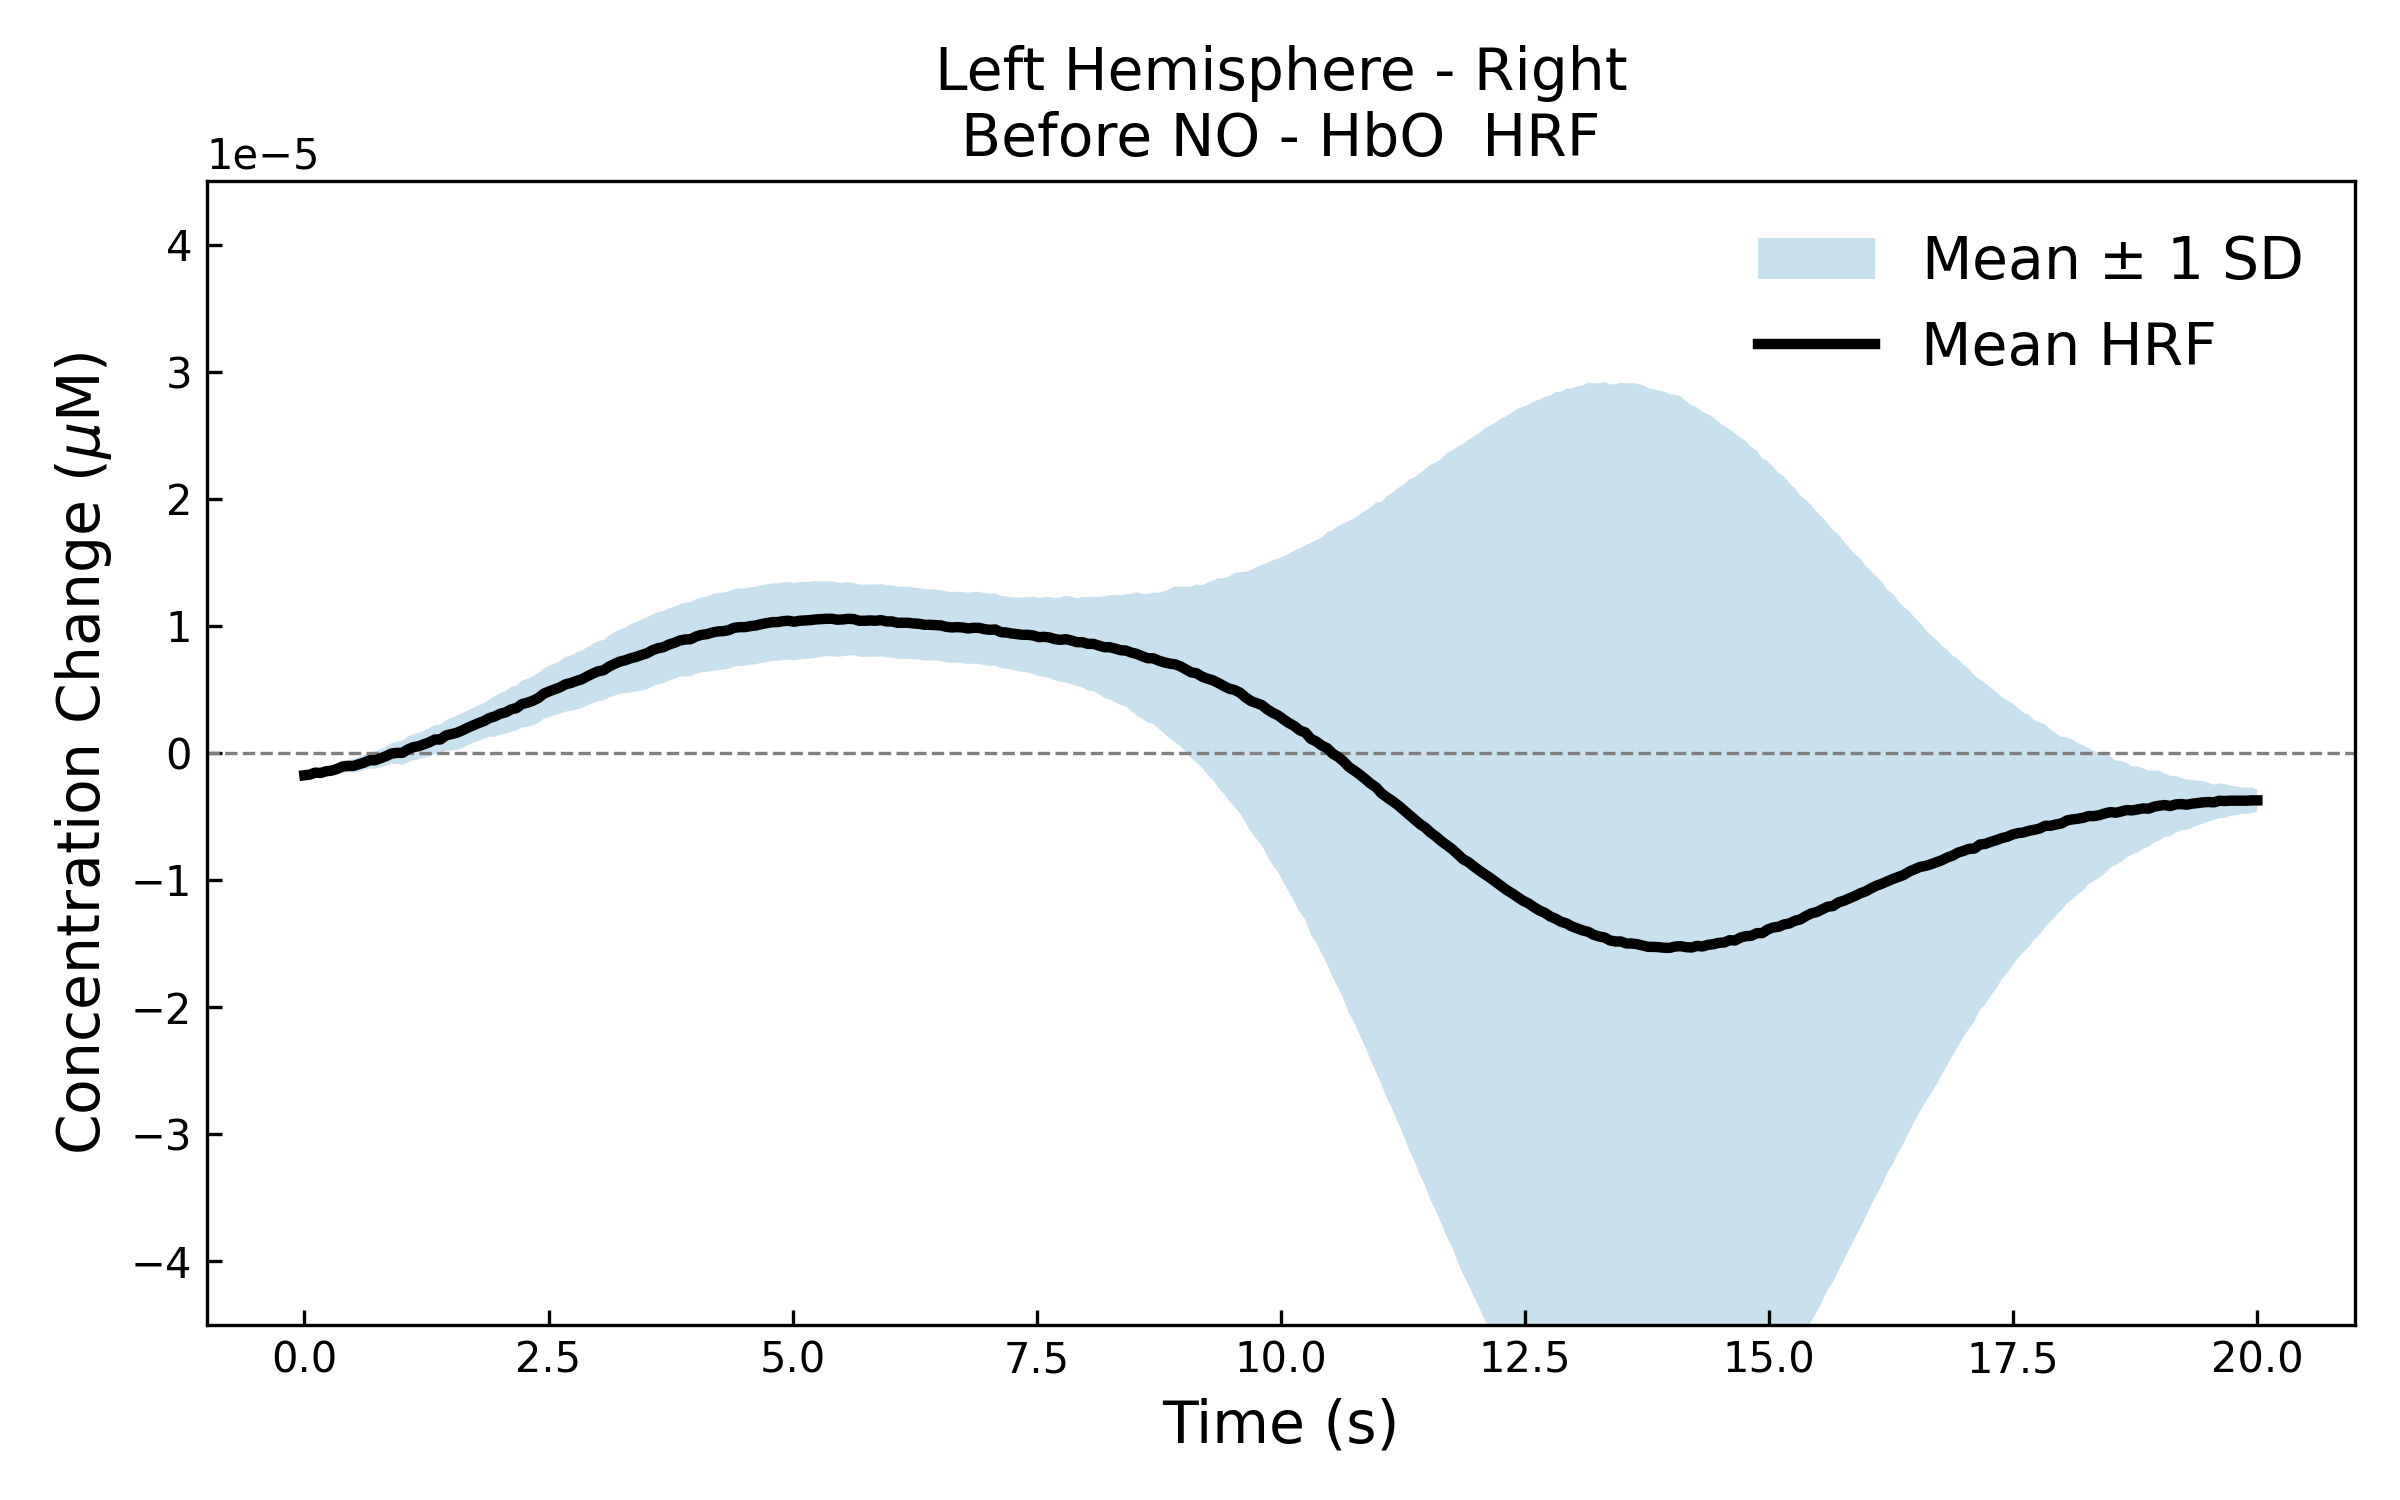 Left Hemisphere - Right
Before NO - HbO  HRF
1e−5
Mean ± 1 SD
Mean HRF
Concentration Change (μM)
4
3
2
1
0
−1
−2
−3
−4
0.0 2.5 5.0 7.5 10.0 12.5 15.0 17.5 20.0
Time (s)